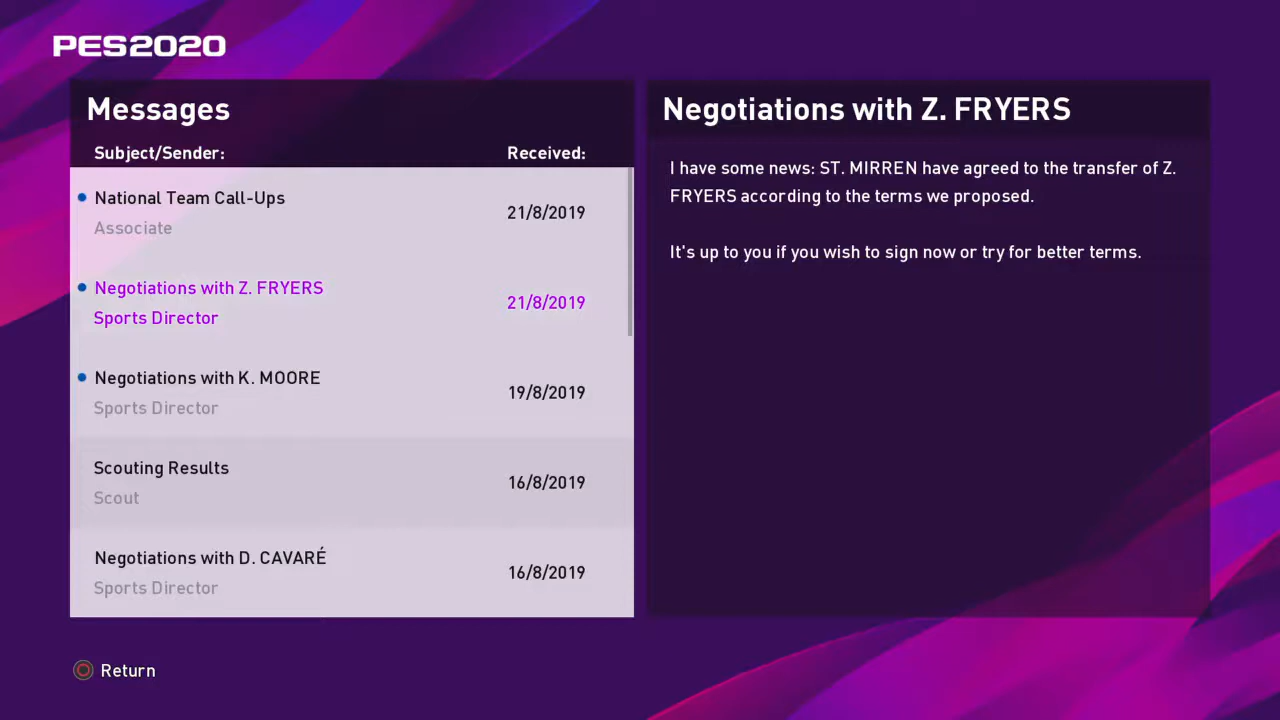 PES2020
Messages
Subject/Sender:
Received:
National Team Call-Ups
Associate
21/8/2019
Negotiations with Z. FRYERS
Sports Director
21/8/2019
Negotiations with K. MOORE
Sports Director
19/8/2019
Scouting Results
Scout
16/8/2019
Negotiations with D. CAVARÉ
Sports Director
16/8/2019
Negotiations with Z. FRYERS
I have some news: ST. MIRREN have agreed to the transfer of Z.
FRYERS according to the terms we proposed.
It's up to you if you wish to sign now or try for better terms.
Return